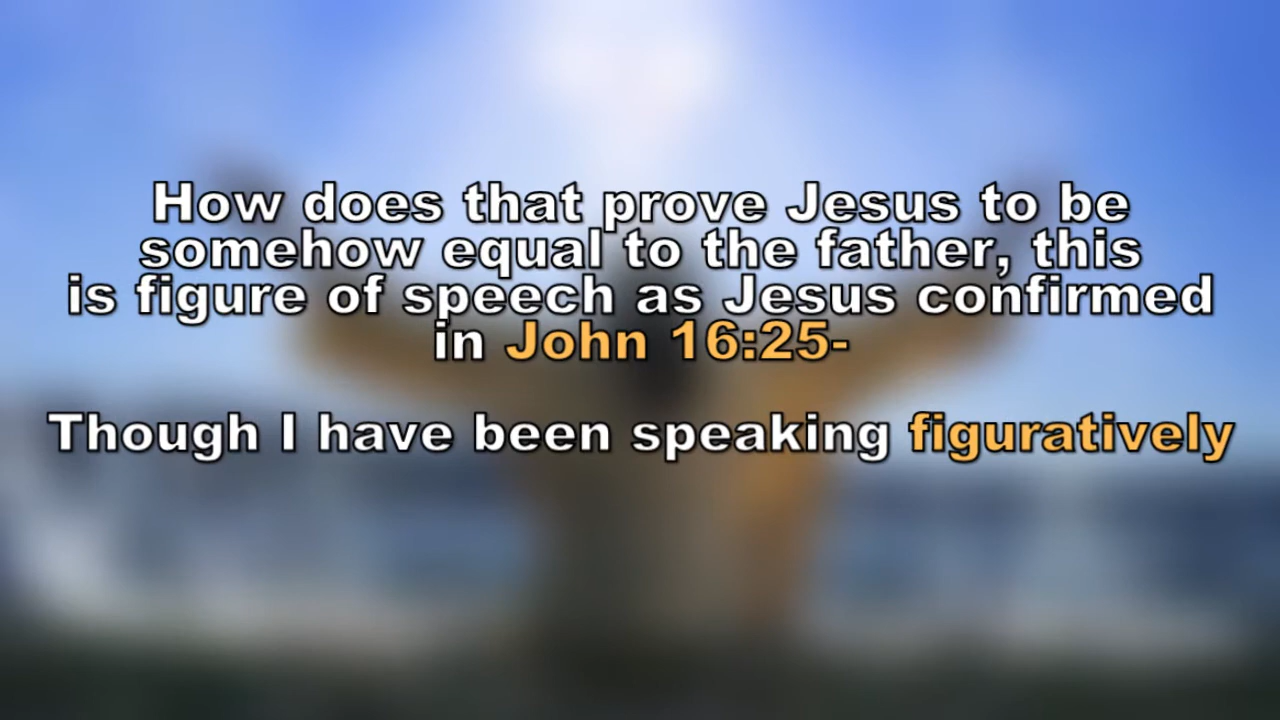 How does that prove Jesus to be
somehow equal to the father, this
is figure of speech as Jesus confirmed
in John 16:25-
Though I have been speaking figuratively